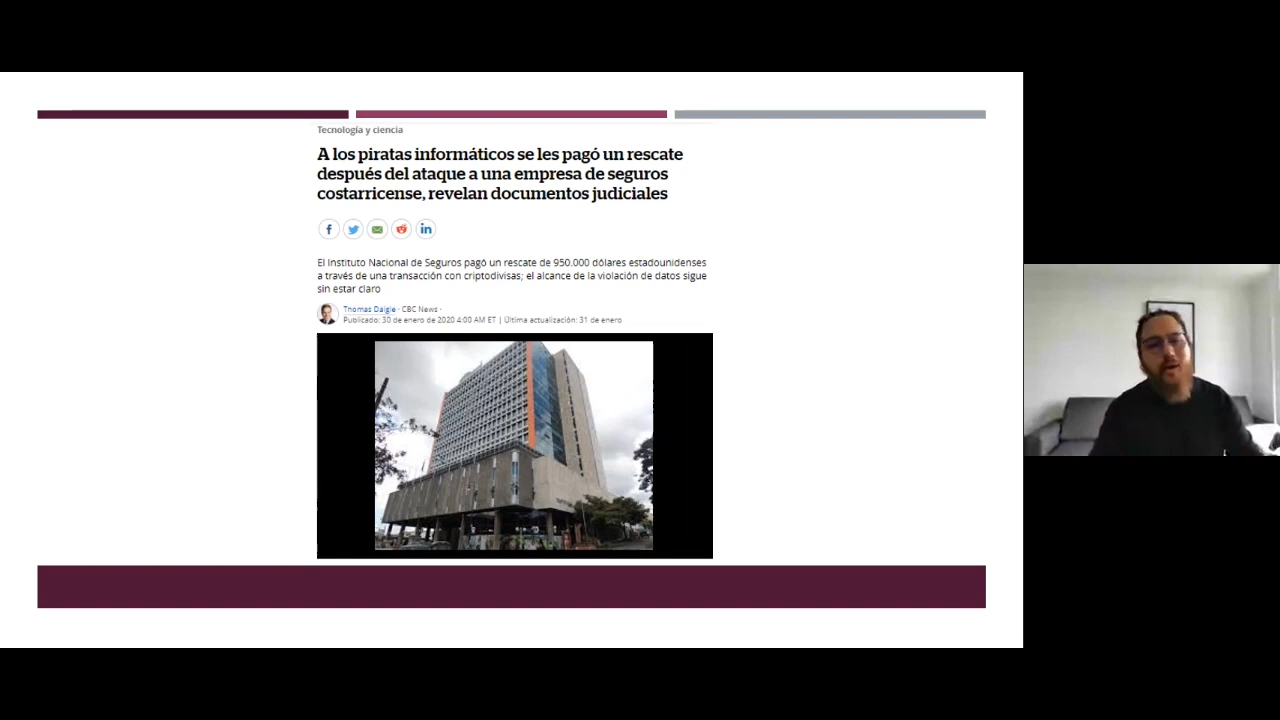 Tecnología y ciencia
A los piratas informáticos se les pagó un rescate
después del ataque a una empresa de seguros
costarricense, revelan documentos judiciales
El Instituto Nacional de Seguros pagó un rescate de 950.000 dólares estadounidenses
a través de una transacción con criptodivisas; el alcance de la violación de datos sigue
sin estar claro
Thomas Daigle · CBC News ·
Publicado: 30 de enero de 2020 4:00 AM ET | Última actualización: 31 de enero